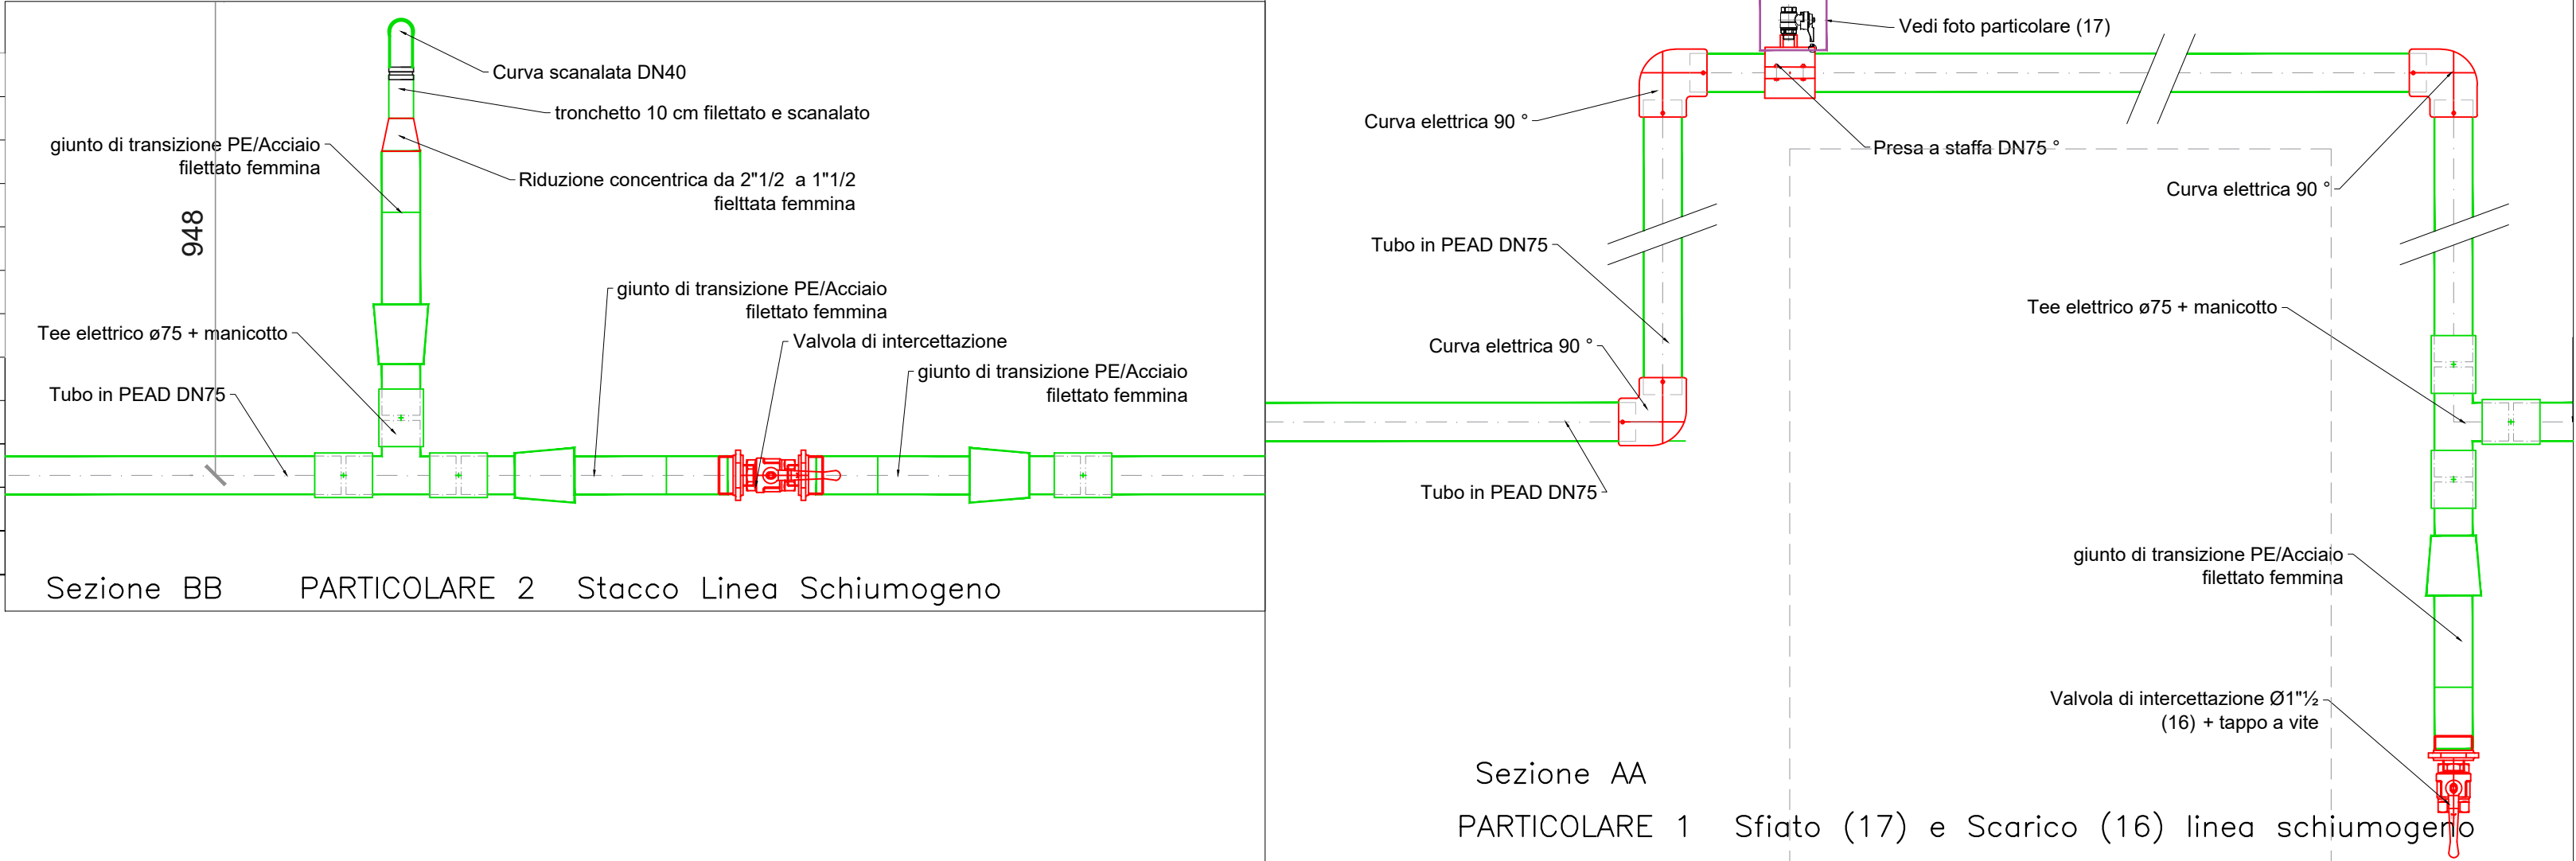 Curva scanalata DN40
tronchetto 10 cm filettato e scanalato
giunto di transizione PE/Acciaio
filettato femmina
Riduzione concentrica da 2"1/2 a 1"1/2
fielttata femmina
948
giunto di transizione PE/Acciaio
filettato femmina
Tee elettrico ø75 + manicotto
Valvola di intercettazione
giunto di transizione PE/Acciaio
filettato femmina
Tubo in PEAD DN75
Sezione BB PARTICOLARE 2 Stacco Linea Schiumogeno
Vedi foto particolare (17)
Curva elettrica 90 °
Presa a staffa DN75 °
Curva elettrica 90 °
Tubo in PEAD DN75
Tee elettrico ø75 + manicotto
Curva elettrica 90 °
Tubo in PEAD DN75
giunto di transizione PE/Acciaio
filettato femmina
Valvola di intercettazione Ø1"½
(16) + tappo a vite
Sezione AA
PARTICOLARE 1 Sfiato (17) e Scarico (16) linea schiumogeno